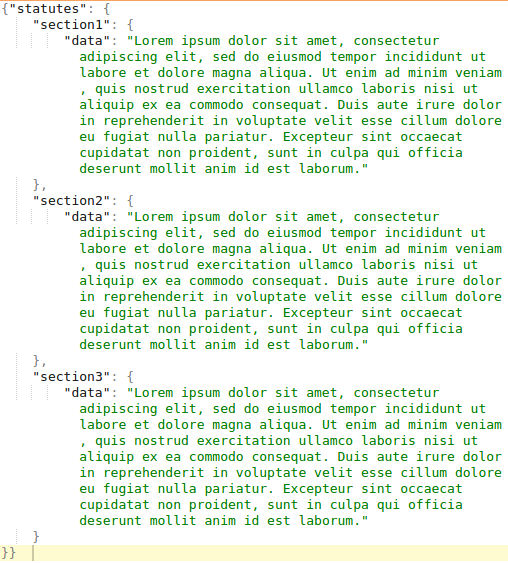 {"statutes": {
"section1": {
"data": "Lorem ipsum dolor sit amet, consectetur
adipiscing elit, sed do eiusmod tempor incididunt ut
labore et dolore magna aliqua. Ut enim ad minim veniam
, quis nostrud exercitation ullamco laboris nisi ut
aliquip ex ea commodo consequat. Duis aute irure dolor
in reprehenderit in voluptate velit esse cillum dolore
eu fugiat nulla pariatur. Excepteur sint occaecat
cupidatat non proident, sunt in culpa qui officia
deserunt mollit anim id est laborum."
},
"section2": {
"data": "Lorem ipsum dolor sit amet, consectetur
adipiscing elit, sed do eiusmod tempor incididunt ut
labore et dolore magna aliqua. Ut enim ad minim veniam
, quis nostrud exercitation ullamco laboris nisi ut
aliquip ex ea commodo consequat. Duis aute irure dolor
in reprehenderit in voluptate velit esse cillum dolore
eu fugiat nulla pariatur. Excepteur sint occaecat
cupidatat non proident, sunt in culpa qui officia
deserunt mollit anim id est laborum."
},
"section3": {
"data": "Lorem ipsum dolor sit amet, consectetur
adipiscing elit, sed do eiusmod tempor incididunt ut
labore et dolore magna aliqua. Ut enim ad minim veniam
, quis nostrud exercitation ullamco laboris nisi ut
aliquip ex ea commodo consequat. Duis aute irure dolor
in reprehenderit in voluptate velit esse cillum dolore
eu fugiat nulla pariatur. Excepteur sint occaecat
cupidatat non proident, sunt in culpa qui officia
deserunt mollit anim id est laborum."
}
}}